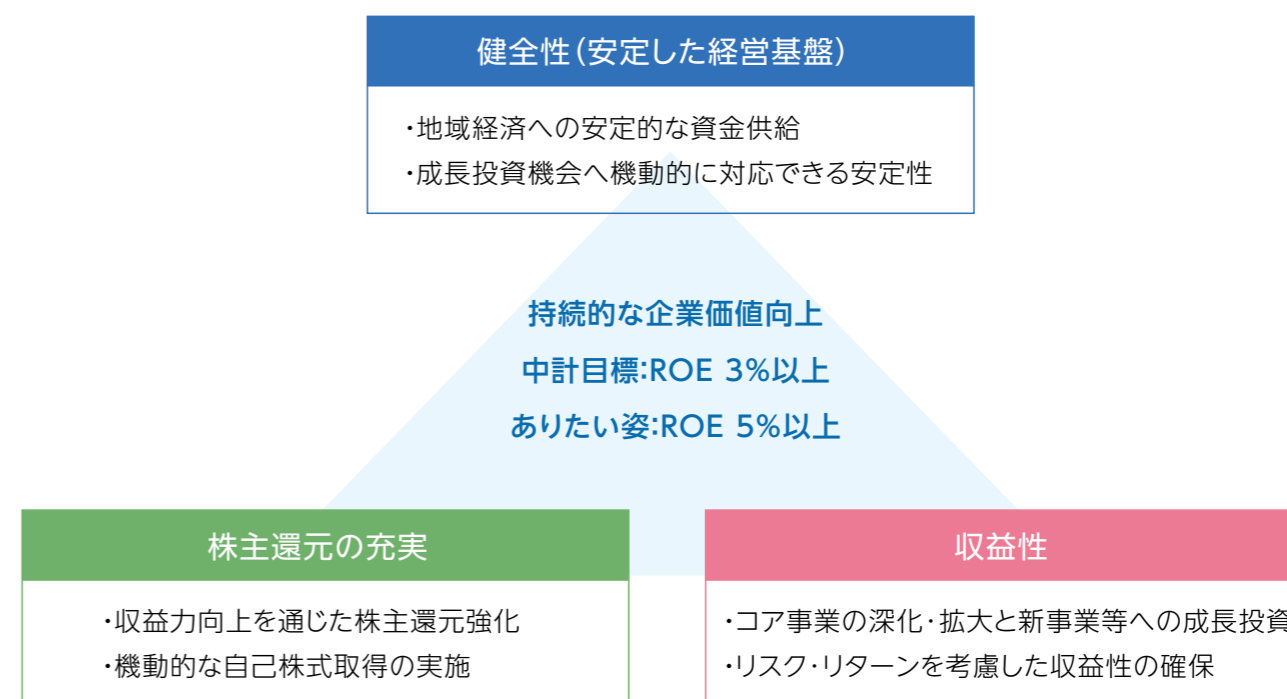 健全性(安定した経営基盤)
・地域経済への安定的な資金供給
・成長投資機会へ機動的に対応できる安定性
持続的な企業価値向上
中計目標:ROE 3%以上
ありたい姿:ROE 5%以上
株主還元の充実
・収益力向上を通じた株主還元強化
・機動的な自己株式取得の実施
収益性
・コア事業の深化・拡大と新事業等への成長投資
・リスク・リターンを考慮した収益性の確保